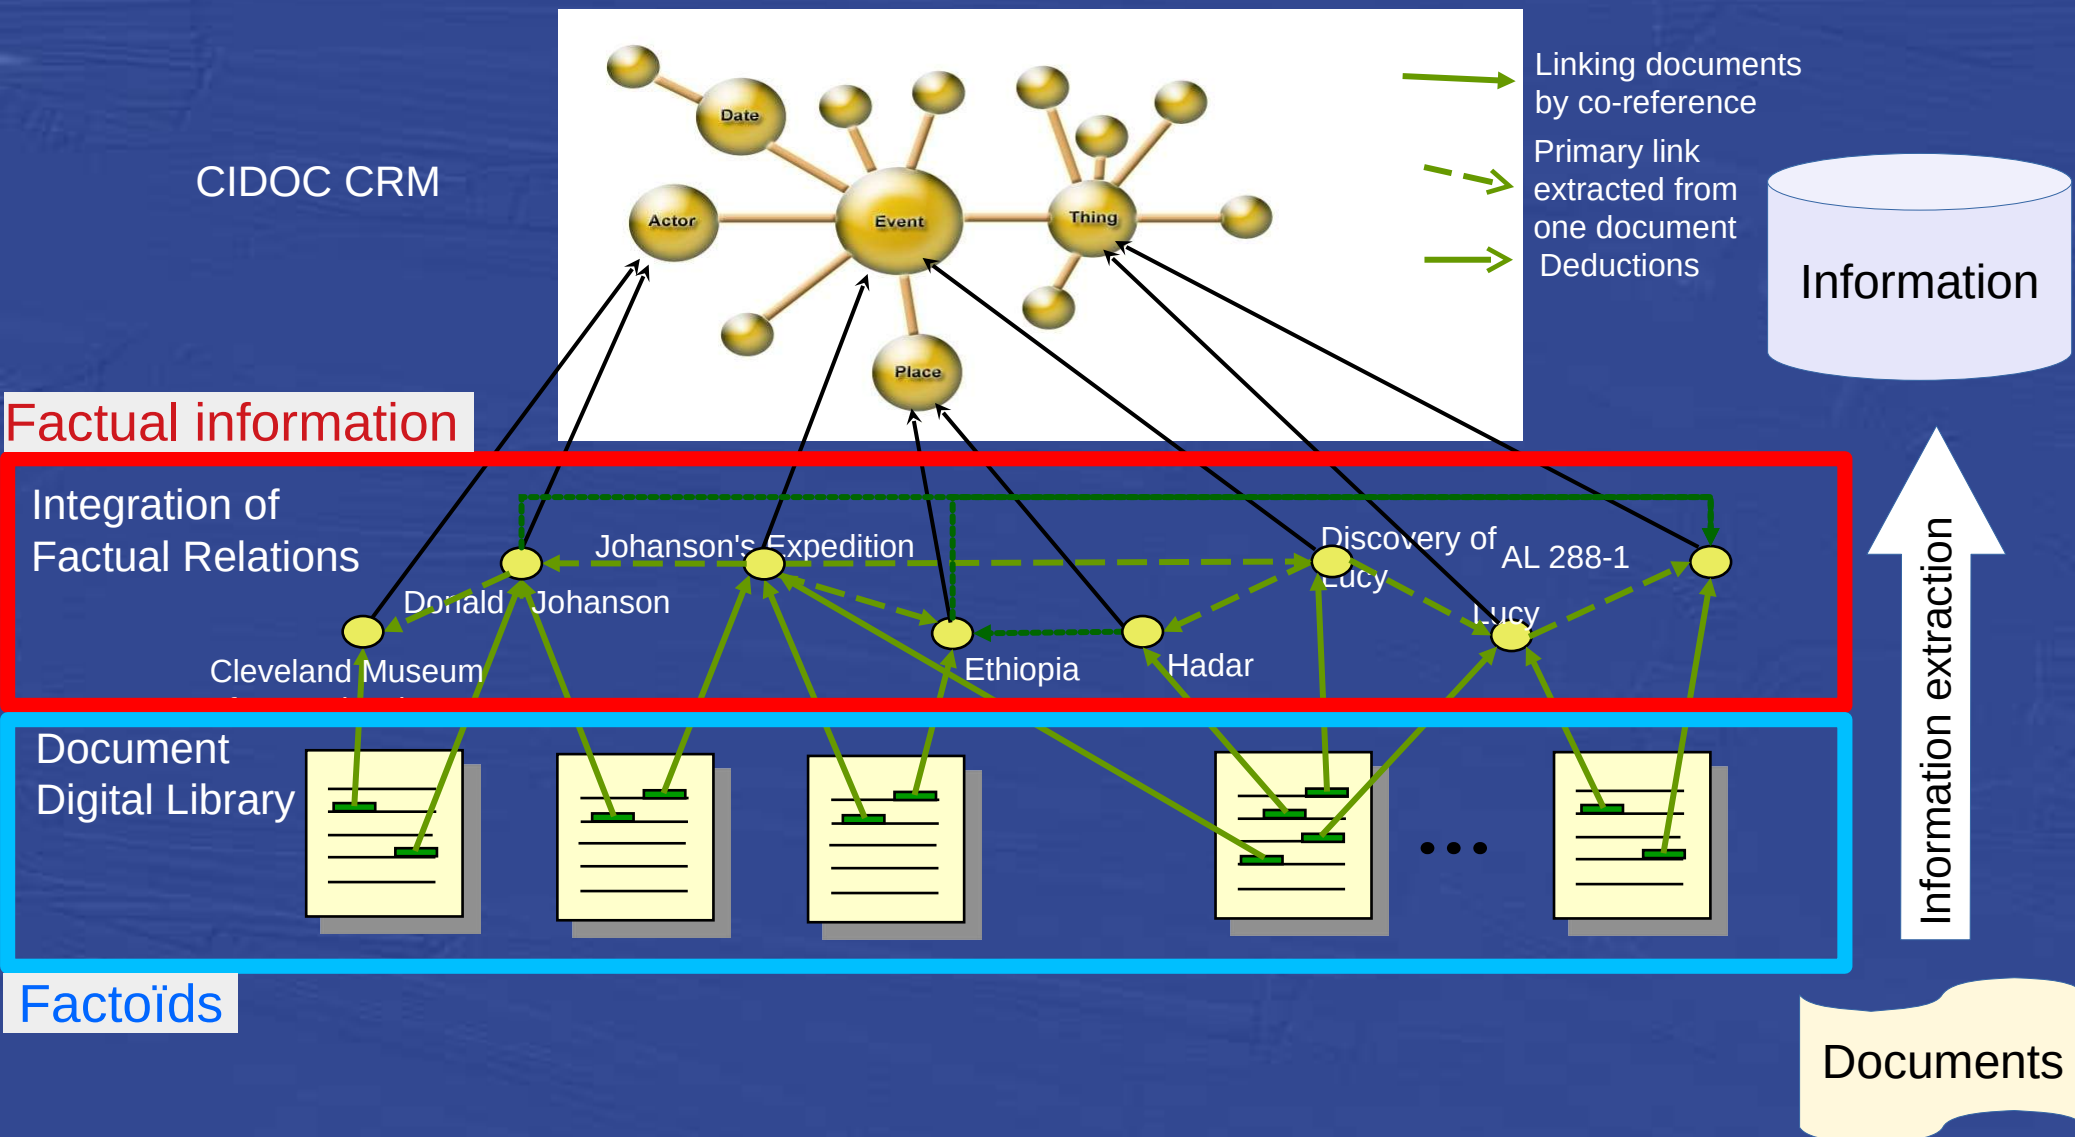 Linking documents
by co-reference
Primary link
extracted from
one document
Deductions
CIDOC CRM
Date
Actor
Event
Thing
Place
Information
Factual information
Integration of
Factual Relations
Johanson's Expedition
Discovery of
Lucy
AL 288-1
Donald Johanson
Lucy
Cleveland Museum
Ethiopia
Hadar
Information extraction
Document
Digital Library
...
Factoïds
Documents